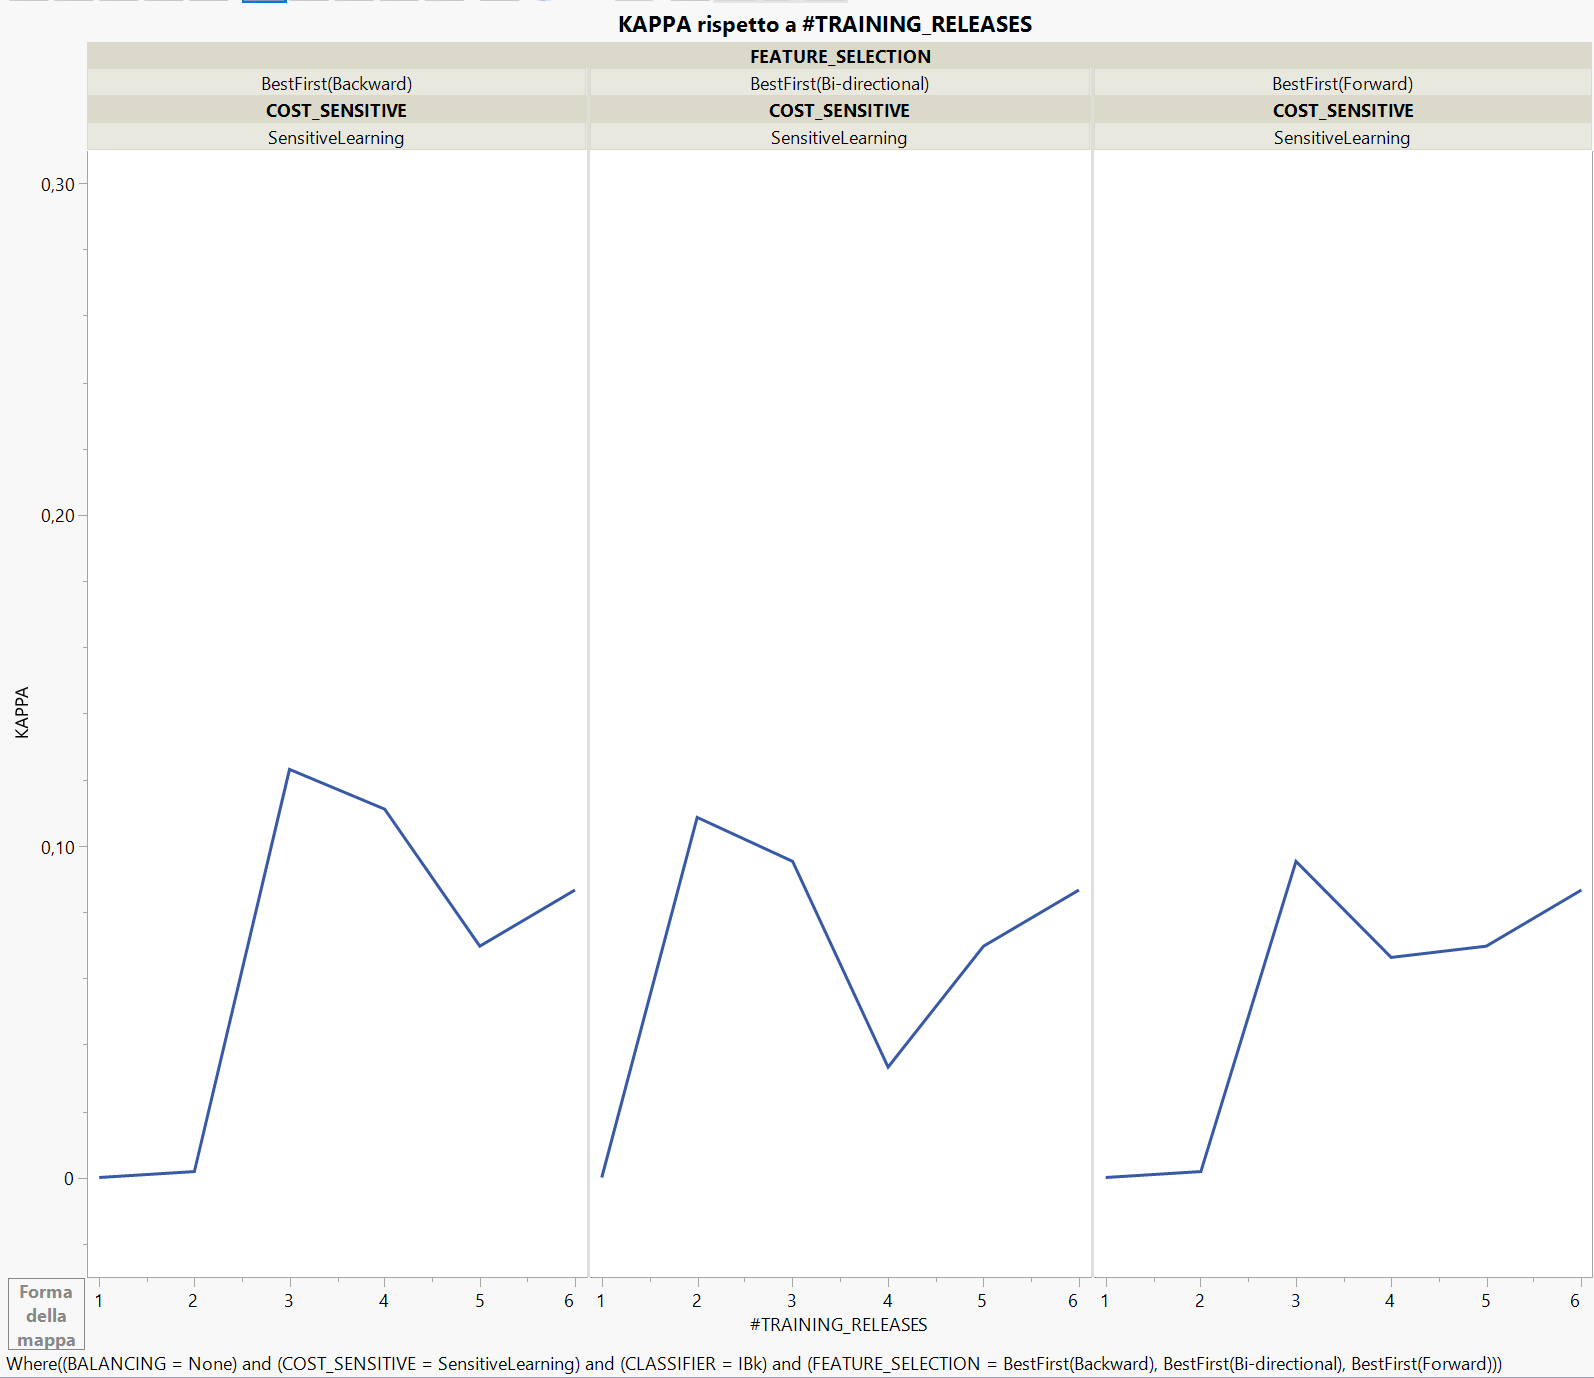 KAPPA rispetto a #TRAINING_RELEASES
FEATURE_SELECTION
BestFirst(Backward) BestFirst(Bi-directional) BestFirst(Forward)
COST_SENSITIVE COST_SENSITIVE COST_SENSITIVE
SensitiveLearning SensitiveLearning SensitiveLearning
0,30
0,20
KAPPA
0,10
0
1 2 3 4 5 6 1 2 3 4 5 6 1 2 3 4 5 6
#TRAINING_RELEASES
Forma
della
mappa
Where((BALANCING = None) and (COST_SENSITIVE = SensitiveLearning) and (CLASSIFIER = IBk) and (FEATURE_SELECTION = BestFirst(Backward), BestFirst(Bi-directional), BestFirst(Forward)))